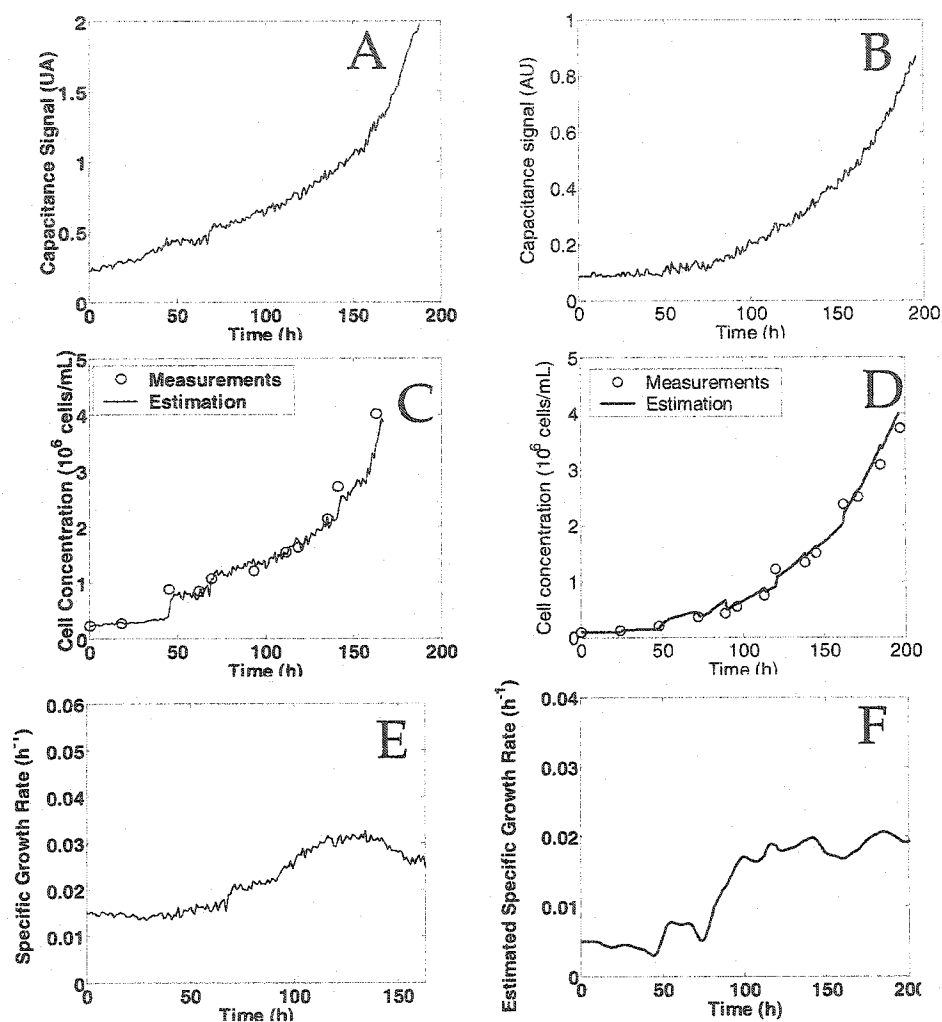 A
Capacitance Signal (UA)
2
1.5
1
0.5
0
0 50 100 150 200
Time (h)
B
Capacitance signal (AU)
1
0.8
0.6
0.4
0.2
0
0 50 100 150 200
Time (h)
C
Cell Concentration (10⁶ cells/mL)
5
4
3
2
1
0
Measurements
Estimation
0 50 100 150 200
Time (h)
D
Cell concentration (10⁶ cells/mL)
5
4
3
2
1
0
Measurements
Estimation
0 50 100 150 200
Time (h)
E
Specific Growth Rate (h⁻¹)
0.06
0.05
0.04
0.03
0.02
0.01
0
0 50 100 150
Time (h)
F
Estimated Specific Growth Rate (h⁻¹)
0.04
0.03
0.02
0.01
0
0 50 100 150 200
Time (h)